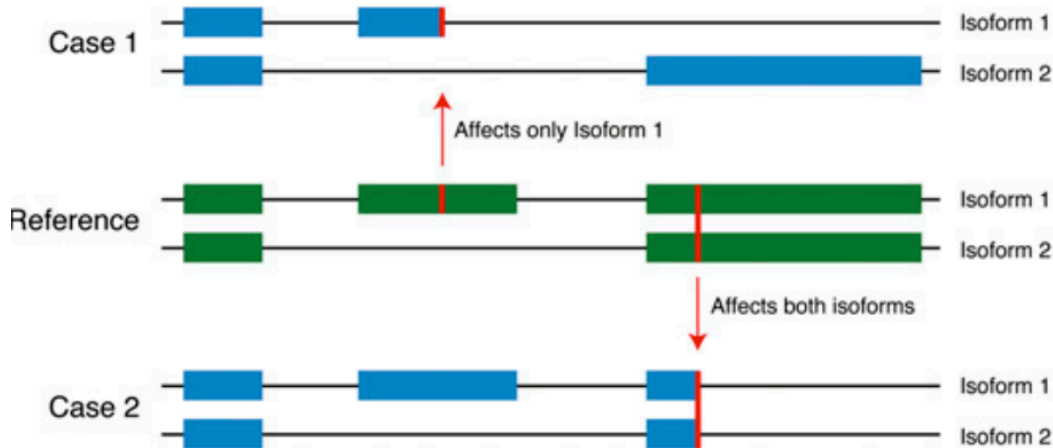 Case 1
Isoform 1
Isoform 2
Affects only Isoform 1
Reference
Isoform 1
Isoform 2
Affects both isoforms
Case 2
Isoform 1
Isoform 2